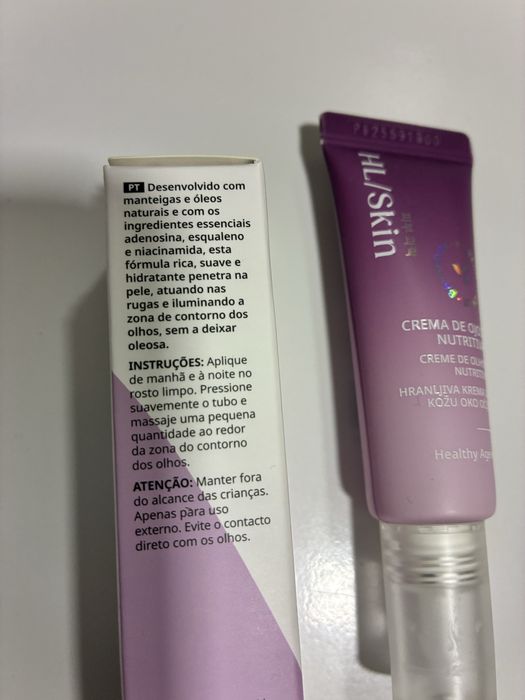 PT Desenvolvido com
manteigas e óleos
naturais e com os
ingredientes essenciais
adenosina, esqualeno
e niacinamida, esta
fórmula rica, suave e
hidratante penetra na
pele, atuando nas
rugas e iluminando a
zona de contorno dos
olhos, sem a deixar
oleosa.
INSTRUÇÕES: Aplique
de manhã e à noite no
rosto limpo. Pressione
suavemente o tubo e
massaje uma pequena
quantidade ao redor
da zona do contorno
dos olhos.
ATENÇÃO: Manter fora
do alcance das crianças.
Apenas para uso
externo. Evite o contacto
direto com os olhos.
HL/Skin
CREMA DE
NUTRITI
CREME DE
NUTRITI
HRANLJIVA KREMA
KOŽU OKO
Healthy